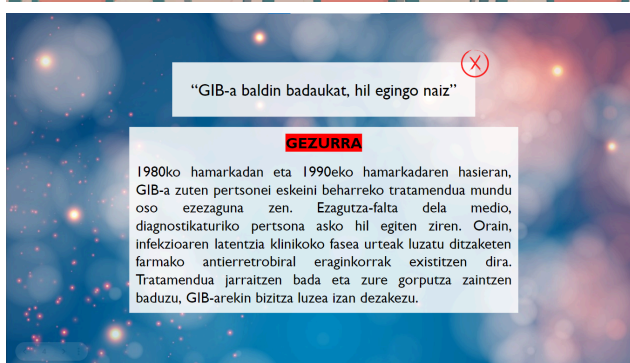 “GIB-a baldin badaukat, hil egingo naiz”
X
GEZURRA
1980ko hamarkadan eta 1990eko hamarkadaren hasieran,
GIB-a zuten pertsonei eskeini beharreko tratamendua mundu
oso ezezaguna zen. Ezagutza-falta dela medio,
diagnostikaturiko pertsona asko hil egiten ziren. Orain,
infekzioaren latentzia klinikoko fasea urteak luzatu ditzaketen
farmako antierretrobiral eraginkorrak existitzen dira.
Tratamendua jarraitzen bada eta zure gorputza zaintzen
baduzu, GIB-arekin bizitza luzea izan dezakezu.